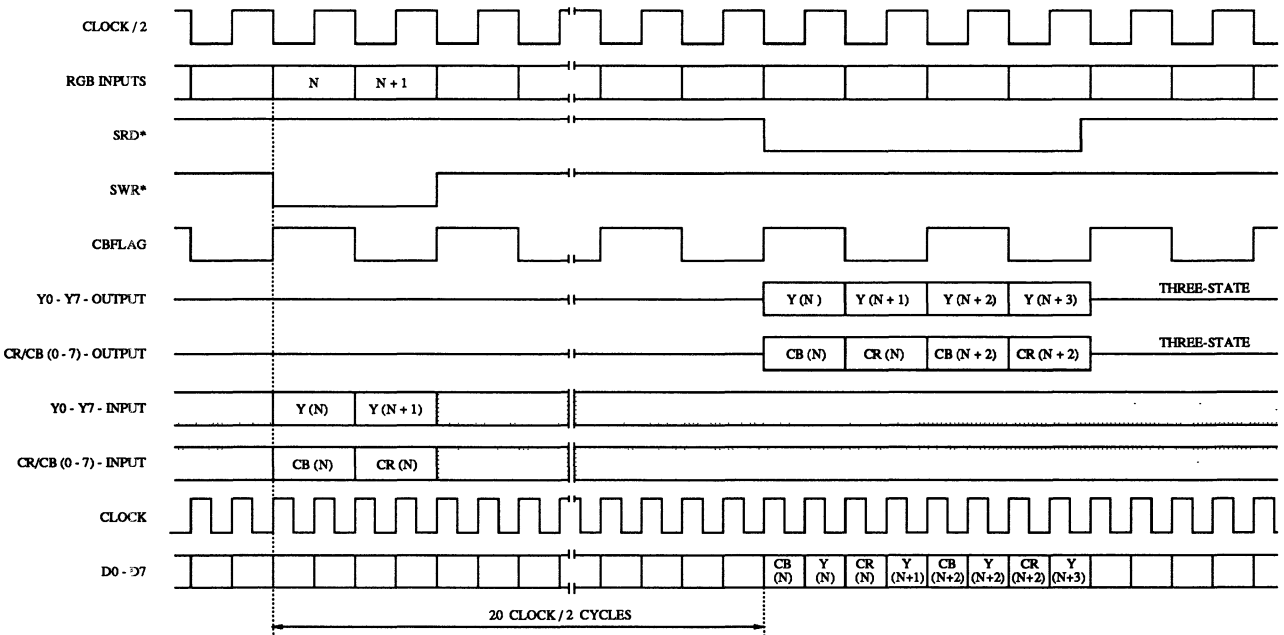 CLOCK / 2
RGB INPUTS N N + 1
SRD*
SWR*
CBFLAG
Y0 - Y7 - OUTPUT Y (N ) Y (N + 1) Y (N + 2) Y (N + 3) THREE-STATE
CR/CB (0 - 7) - OUTPUT CB (N) CR (N) CB (N + 2) CR (N + 2) THREE-STATE
Y0 - Y7 - INPUT Y (N) Y (N + 1)
CR/CB (0 - 7) - INPUT CB (N) CR (N)
CLOCK
D0 - D7 CB (N) Y (N) CR (N) Y (N+1) CB (N+2) Y (N+2) CR (N+2) Y (N+3)
20 CLOCK / 2 CYCLES